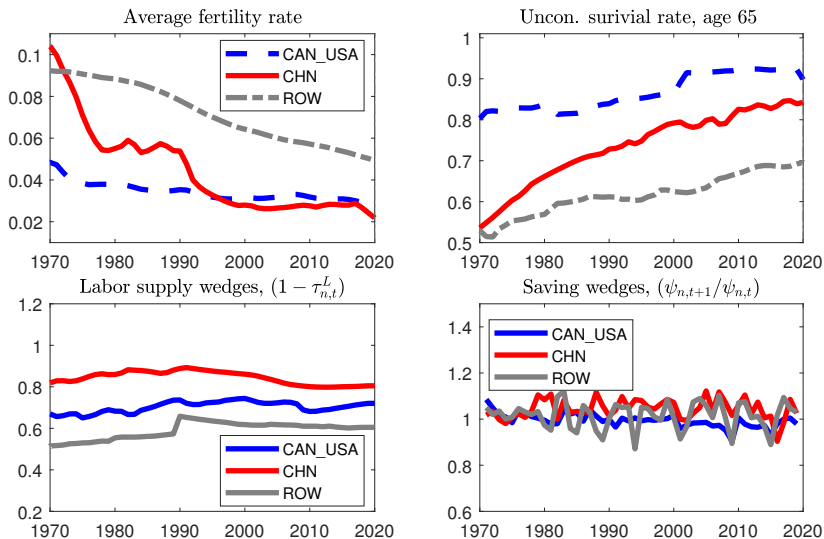 Average fertility rate
0.1
0.08
0.06
0.04
0.02
CAN_USA
CHN
ROW
1970 1980 1990 2000 2010 2020
Uncon. surivial rate, age 65
1
0.9
0.8
0.7
0.6
0.5
1970 1980 1990 2000 2010 2020
Labor supply wedges, (1 − τ^L_{n,t})
1.2
1
0.8
0.6
0.4
0.2
CAN_USA
CHN
ROW
1970 1980 1990 2000 2010 2020
Saving wedges, (ψ_{n,t+1}/ψ_{n,t})
1.4
1.2
1
0.8
0.6
CAN_USA
CHN
ROW
1970 1980 1990 2000 2010 2020